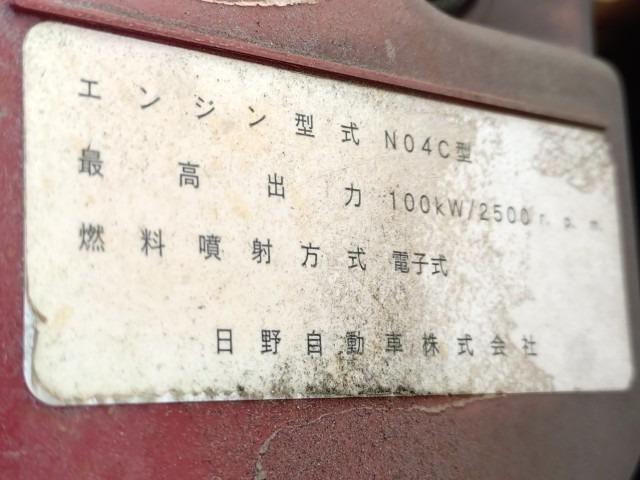 エンジン型式 N04C型
最高出力 100kW/2500 r.p.m.
燃料噴射方式 電子式
日野自動車株式会社